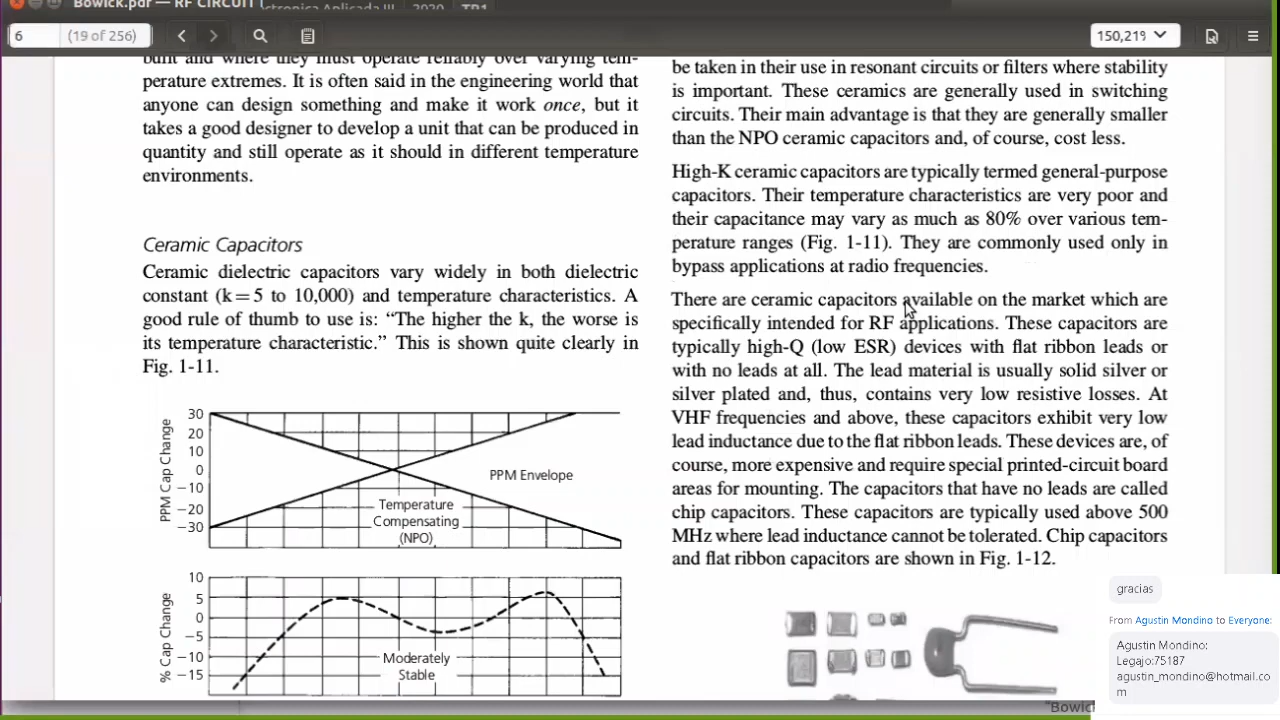 Bowick.pdf — RF CIRCUIT
ctronica Aplicada III
2020
TP1
6
(19 of 256)
150,21%
built and where they must operate reliably over varying tem-
perature extremes. It is often said in the engineering world that
anyone can design something and make it work once, but it
takes a good designer to develop a unit that can be produced in
quantity and still operate as it should in different temperature
environments.
Ceramic Capacitors
Ceramic dielectric capacitors vary widely in both dielectric
constant (k=5 to 10,000) and temperature characteristics. A
good rule of thumb to use is: “The higher the k, the worse is
its temperature characteristic.” This is shown quite clearly in
Fig. 1-11.
PPM Cap Change
30
20
10
0
−10
−20
−30
PPM Envelope
Temperature
Compensating
(NPO)
% Cap Change
10
5
0
−5
−10
−15
Moderately
Stable
be taken in their use in resonant circuits or filters where stability
is important. These ceramics are generally used in switching
circuits. Their main advantage is that they are generally smaller
than the NPO ceramic capacitors and, of course, cost less.
High-K ceramic capacitors are typically termed general-purpose
capacitors. Their temperature characteristics are very poor and
their capacitance may vary as much as 80% over various tem-
perature ranges (Fig. 1-11). They are commonly used only in
bypass applications at radio frequencies.
There are ceramic capacitors available on the market which are
specifically intended for RF applications. These capacitors are
typically high-Q (low ESR) devices with flat ribbon leads or
with no leads at all. The lead material is usually solid silver or
silver plated and, thus, contains very low resistive losses. At
VHF frequencies and above, these capacitors exhibit very low
lead inductance due to the flat ribbon leads. These devices are, of
course, more expensive and require special printed-circuit board
areas for mounting. The capacitors that have no leads are called
chip capacitors. These capacitors are typically used above 500
MHz where lead inductance cannot be tolerated. Chip capacitors
and flat ribbon capacitors are shown in Fig. 1-12.
gracias
From Agustin Mondino to Everyone:
Agustin Mondino:
Legajo:75187
agustin_mondino@hotmail.co
m
"Bowick